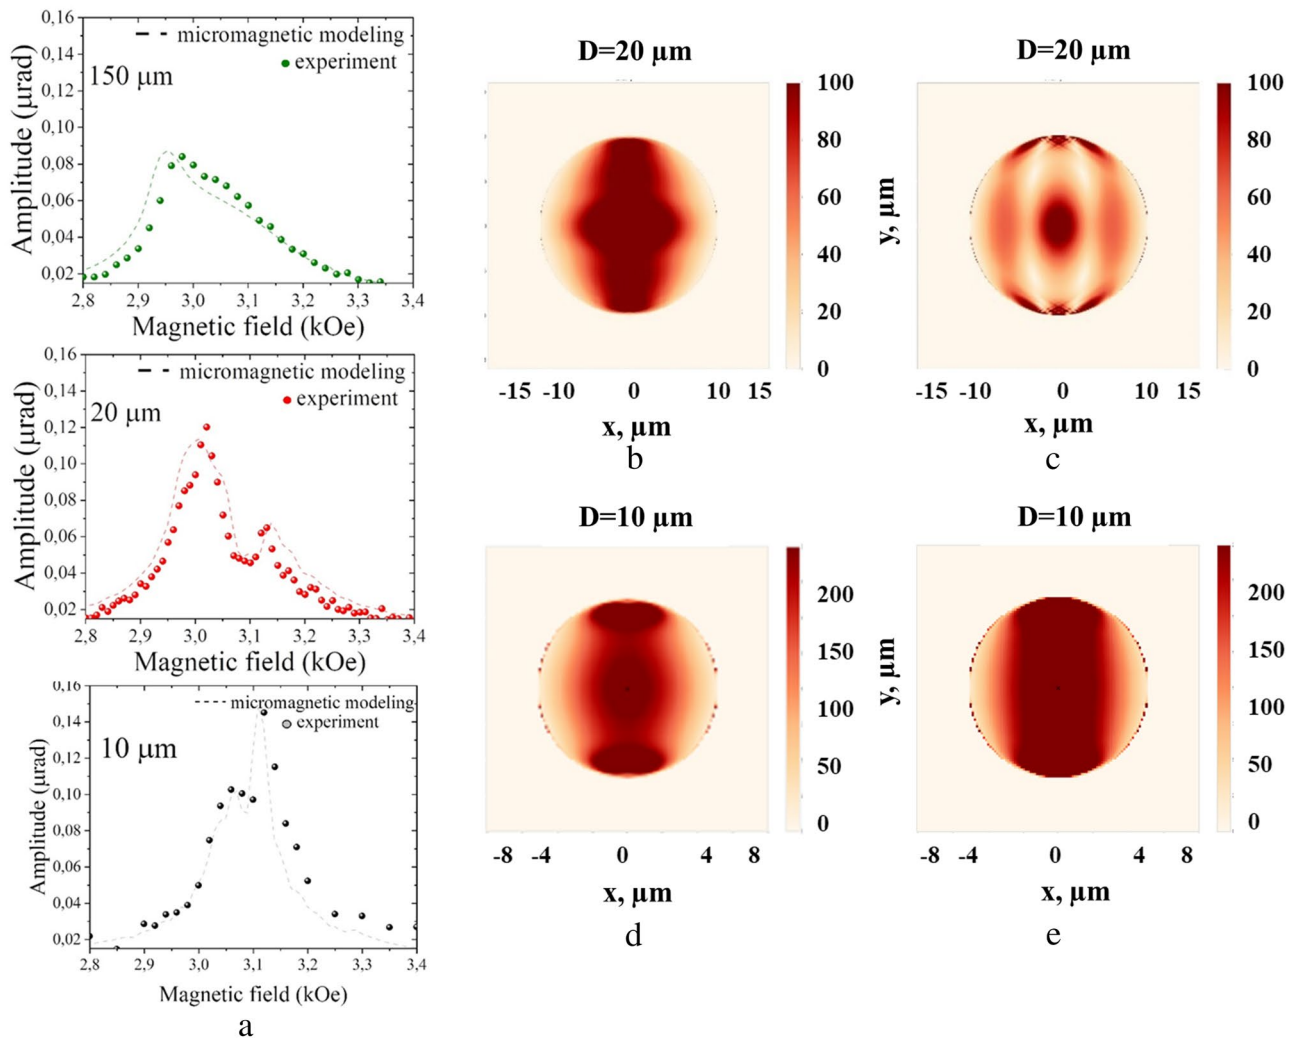 0,16
0,14
0,12
0,10
0,08
0,06
0,04
0,02
Amplitude (μrad)
micromagnetic modeling
experiment
150 μm
2,8 2,9 3,0 3,1 3,2 3,3 3,4
Magnetic field (kOe)
0,16
0,14
0,12
0,10
0,08
0,06
0,04
0,02
Amplitude (μrad)
micromagnetic modeling
experiment
20 μm
2,8 2,9 3,0 3,1 3,2 3,3 3,4
Magnetic field (kOe)
0,16
0,14
0,12
0,10
0,08
0,06
0,04
0,02
Amplitude (μrad)
micromagnetic modeling
experiment
10 μm
2,8 2,9 3,0 3,1 3,2 3,3 3,4
Magnetic field (kOe)
a
D=20 μm
100
80
60
40
20
0
-15 -10 0 10 15
x, μm
b
D=20 μm
y, μm
100
80
60
40
20
0
-15 -10 0 10 15
x, μm
c
D=10 μm
200
150
100
50
0
-8 -4 0 4 8
x, μm
d
D=10 μm
y, μm
200
150
100
50
0
-8 -4 0 4 8
x, μm
e